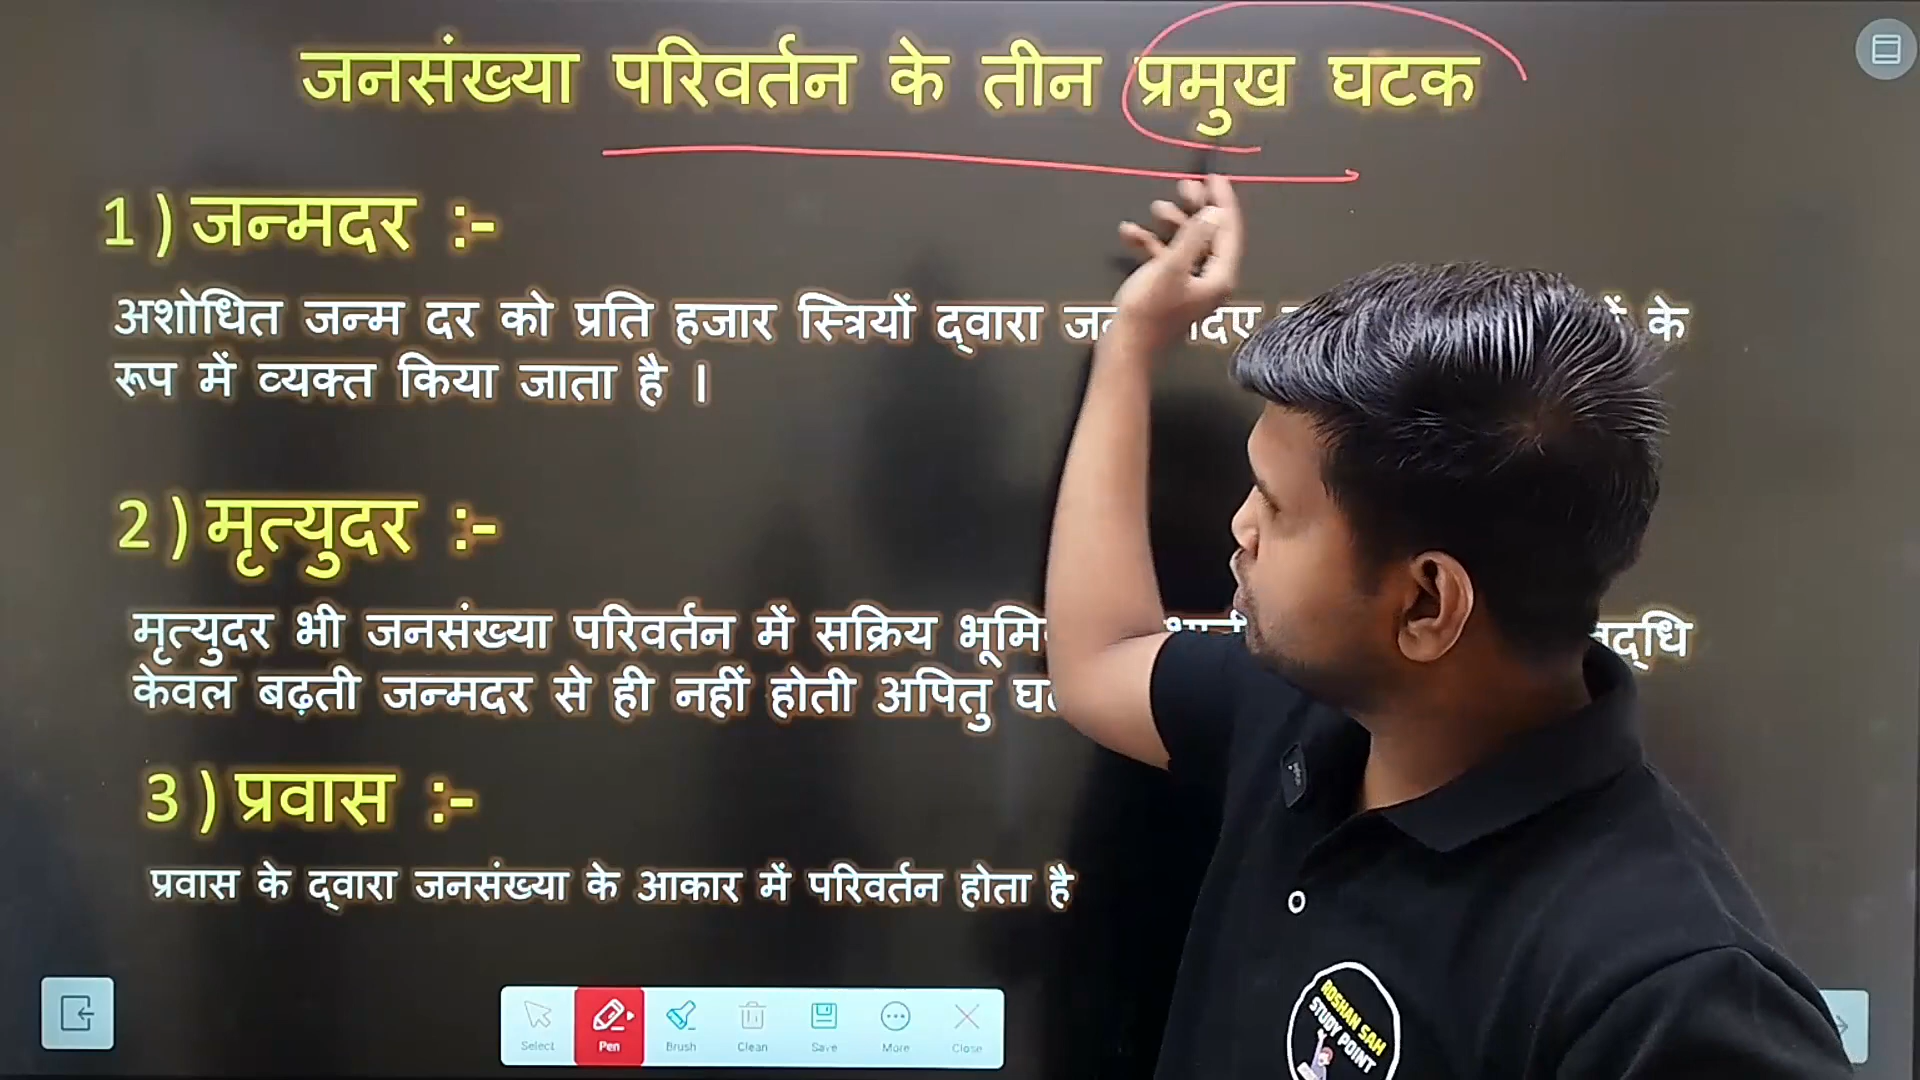 जनसंख्या परिवर्तन के तीन प्रमुख घटक
1 ) जन्मदर :-
अशोधित जन्म दर को प्रति हजार स्त्रियों द्वारा के
रूप में व्यक्त किया जाता है ।
2 ) मृत्युदर :-
मृत्युदर भी जनसंख्या परिवर्तन में सक्रिय
केवल बढ़ती जन्मदर से ही नहीं होती अपितु
3 ) प्रवास :-
प्रवास के द्वारा जनसंख्या के आकार में परिवर्तन होता है
Select Pen Brush Clean Save More Close
ROSHAN SAH
STUDY POINT